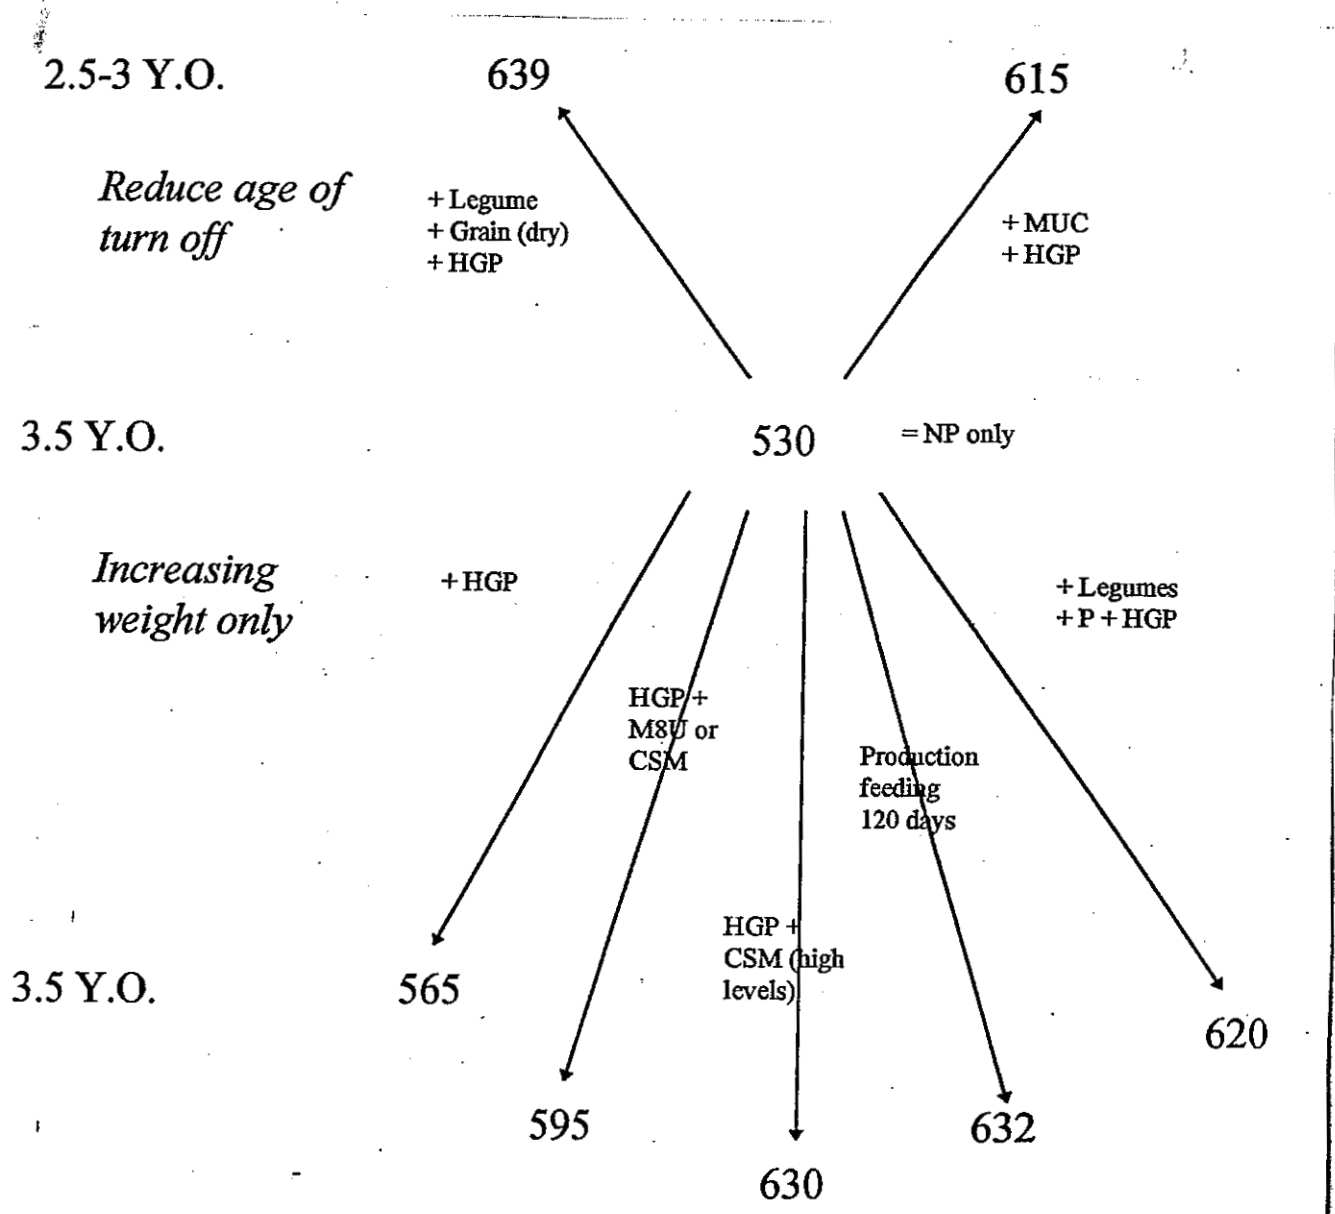 2.5-3 Y.O.
639
615
Reduce age of
turn off
+ Legume
+ Grain (dry)
+ HGP
+ MUC
+ HGP
3.5 Y.O.
530
= NP only
Increasing
weight only
+ HGP
+ Legumes
+ P + HGP
HGP +
M8U or
CSM
Production
feeding
120 days
HGP +
CSM (high
levels)
3.5 Y.O.
565
620
595
632
630